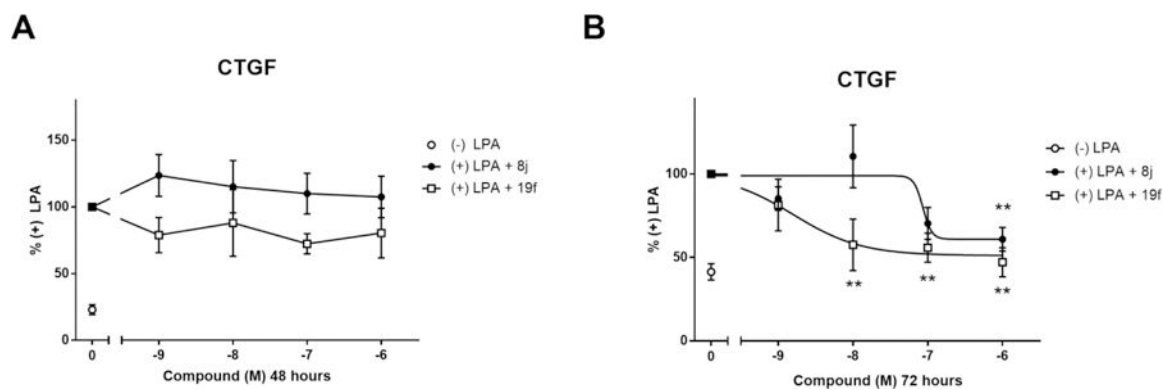 A
CTGF
% (+) LPA
150
100
50
0
0
-9
-8
-7
-6
Compound (M) 48 hours
(-) LPA
(+) LPA + 8j
(+) LPA + 19f
B
CTGF
% (+) LPA
100
50
0
0
-9
-8
-7
-6
**
**
**
**
Compound (M) 72 hours
(-) LPA
(+) LPA + 8j
(+) LPA + 19f